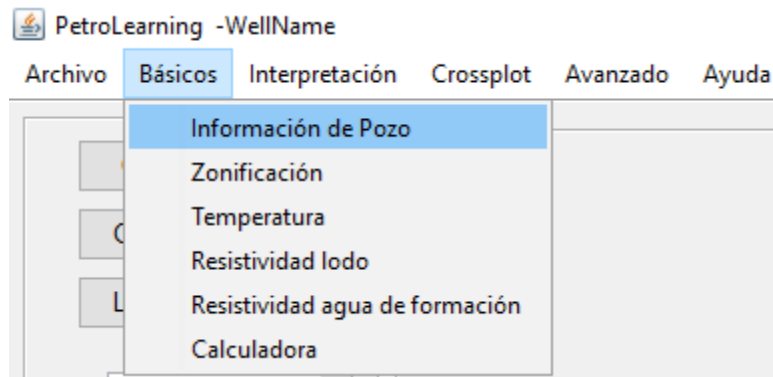 PetroLearning -WellName
Archivo Básicos Interpretación Crossplot Avanzado Ayuda
Información de Pozo
Zonificación
Temperatura
Resistividad lodo
Resistividad agua de formación
Calculadora